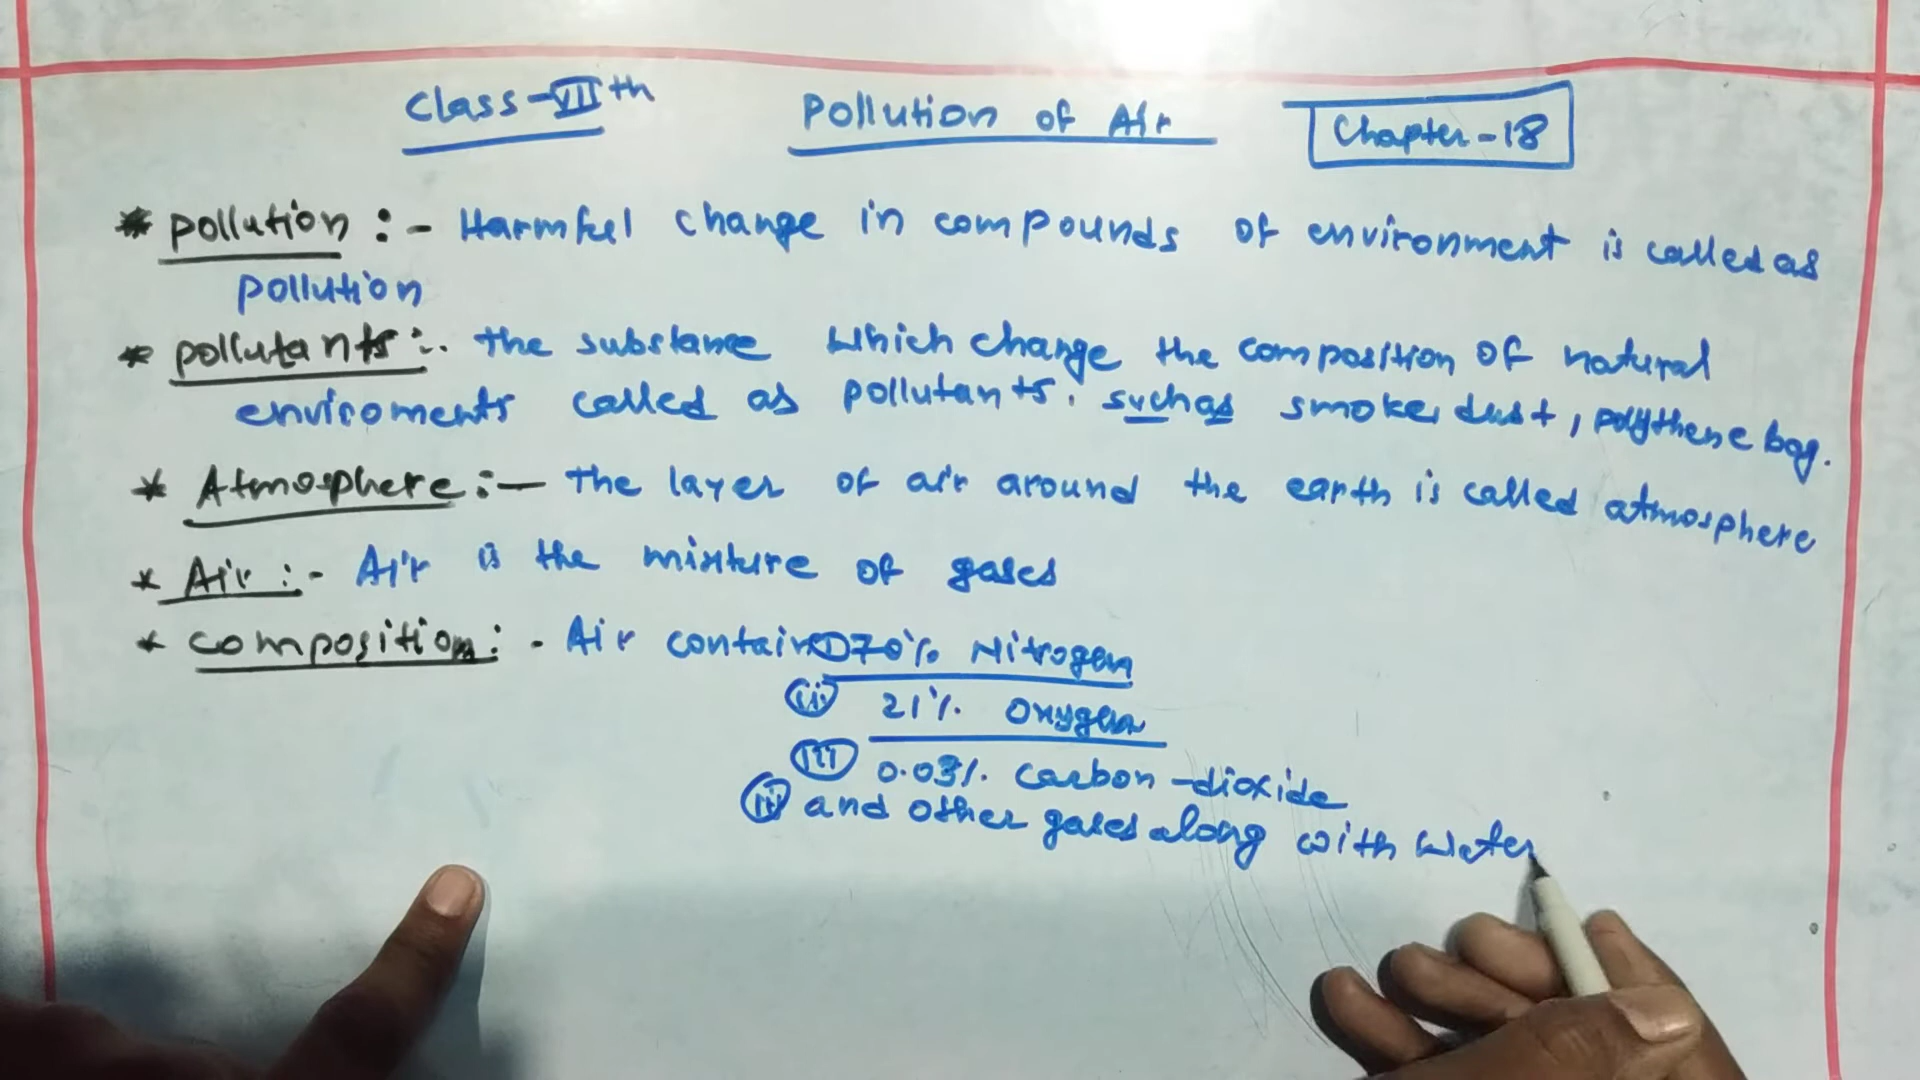 Class-VIIth Pollution of Air Chapter-18
* Pollution :- Harmful change in compounds of environment is called as
pollution
* pollutants :- the substance which change the composition of natural
enviroments called as pollutants. such as smoke, dust, polythene bag.
* Atmosphere :- The layer of air around the earth is called atmosphere
* Air :- Air is the mixture of gases
* composition :- Air contain ① 70% Nitrogen
(ii) 21% Oxygen
(iii) 0.03% Carbon-dioxide
and other gases along with water